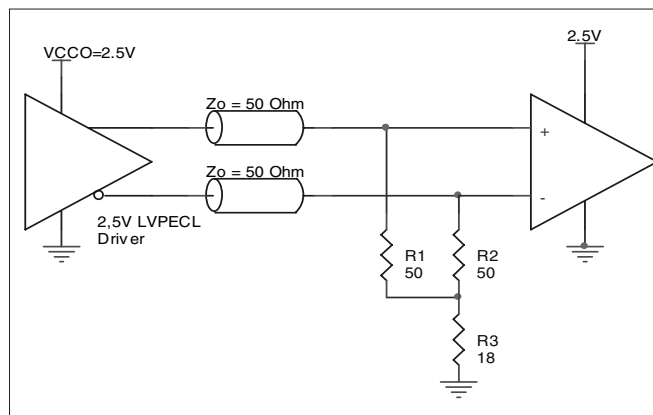 VCCO=2.5V
2.5V
Zo = 50 Ohm
+
Zo = 50 Ohm
-
2,5V LVPECL
Driver
R1
50
R2
50
R3
18